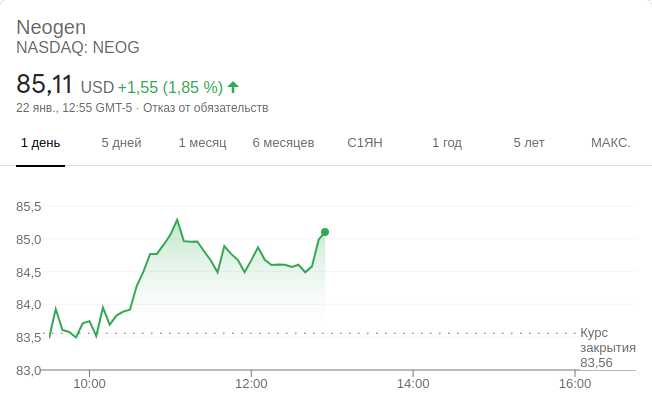 Neogen
NASDAQ: NEOG
85,11 USD +1,55 (1,85 %)
22 янв., 12:55 GMT-5 · Отказ от обязательств
1 день 5 дней 1 месяц 6 месяцев С1ЯН 1 год 5 лет МАКС.
85,5
85,0
84,5
84,0
83,5
83,0
Курс
закрытия
83,56
10:00 12:00 14:00 16:00